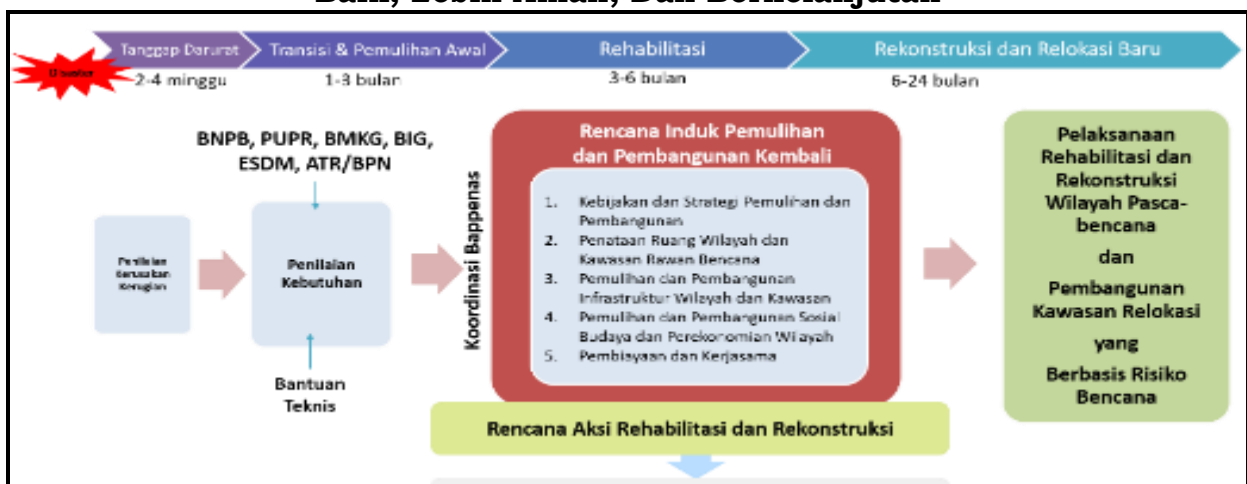 Tanggap Darurat
Transisi & Pemulihan Awal
Rehabilitasi
Rekonstruksi dan Relokasi Baru
2-4 minggu
1-3 bulan
3-6 bulan
6-24 bulan
BNPB, PUPR, BMKG, BIG,
ESDM, ATR/BPN
Penilaian
Kerusakan
Kerugian
Penilaian
Kebutuhan
Bantuan
Teknis
Koordinasi Bappenas
Rencana Induk Pemulihan
dan Pembangunan Kembali
1. Kebijakan dan Strategi Pemulihan dan
Pembangunan
2. Penataan Ruang Wilayah dan
Kawasan Rawan Bencana
3. Pemulihan dan Pembangunan
Infrastruktur Wilayah dan Kawasan
4. Pemulihan dan Pembangunan Sosial
Budaya dan Perekonomian Wilayah
5. Pembiayaan dan Kerjasama
Rencana Aksi Rehabilitasi dan Rekonstruksi
Pelaksanaan
Rehabilitasi dan
Rekonstruksi
Wilayah Pasca-
bencana
dan
Pembangunan
Kawasan Relokasi
yang
Berbasis Risiko
Bencana